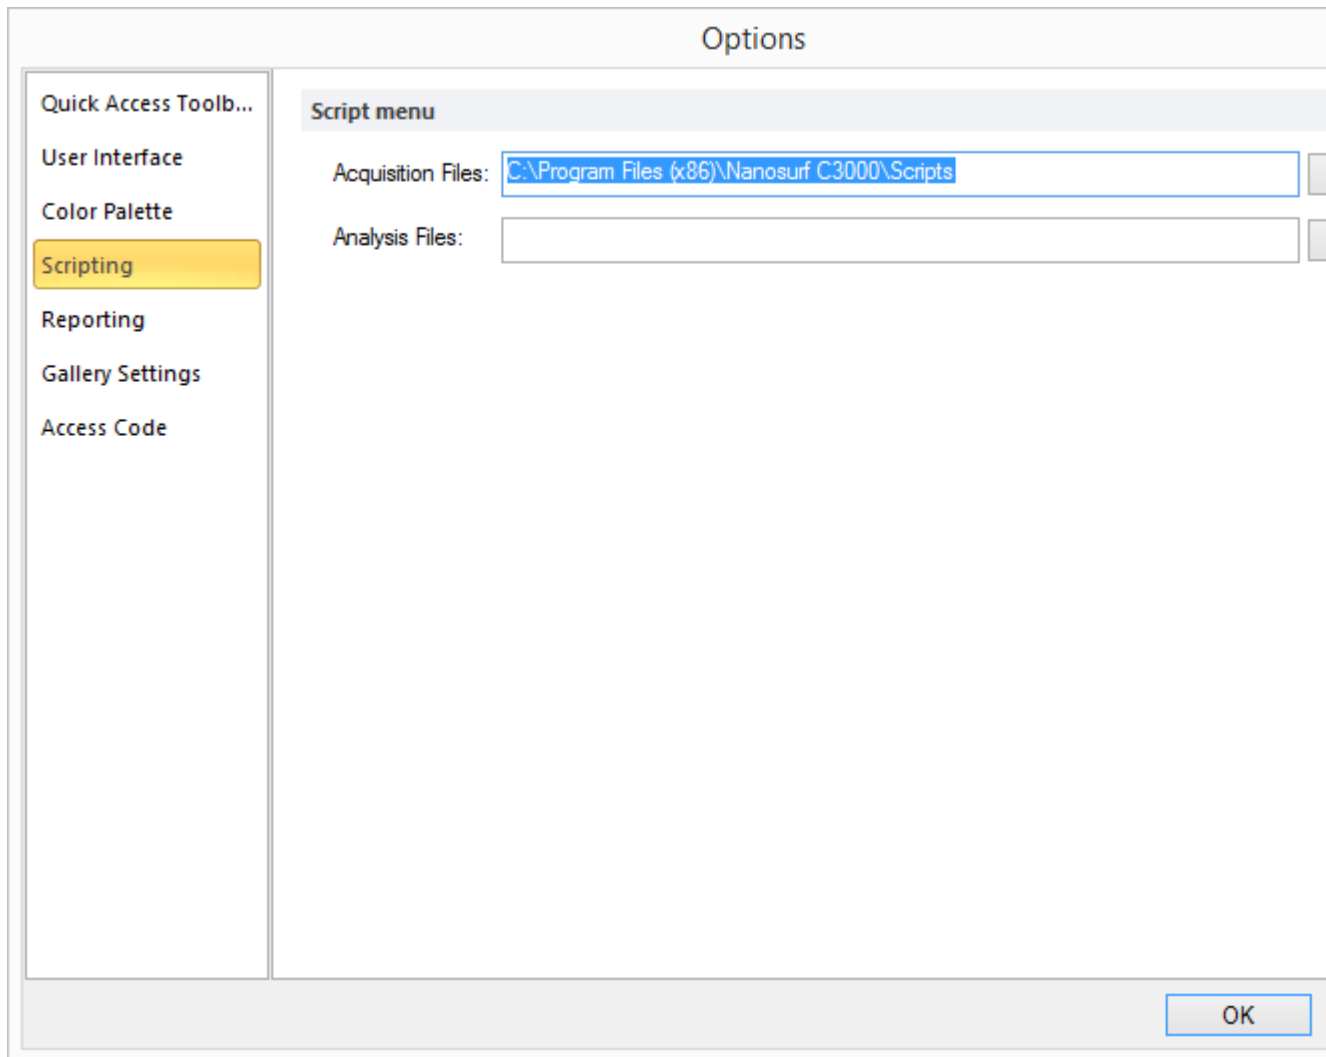 Options
Quick Access Toolb...
User Interface
Color Palette
Scripting
Reporting
Gallery Settings
Access Code
Script menu
Acquisition Files: C:\Program Files (x86)\Nanosurf C3000\Scripts
Analysis Files:
OK